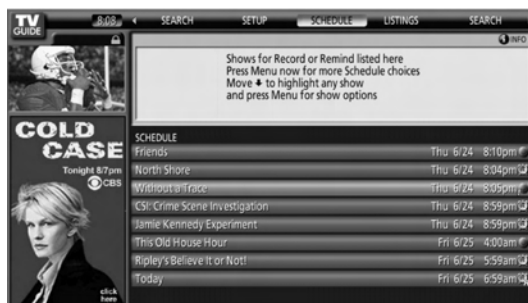 TV
GUIDE
8:08
SEARCH SETUP SCHEDULE LISTINGS SEARCH
INFO
Shows for Record or Remind listed here
Press Menu now for more Schedule choices
Move to highlight any show
and press Menu for show options
COLD
CASE
Tonight 8/7pm
CBS
click
here
SCHEDULE
Friends Thu 6/24 8:10pm
North Shore Thu 6/24 8:04pm
Without a Trace Thu 6/24 8:05pm
CSI: Crime Scene Investigation Thu 6/24 8:59pm
Jamie Kennedy Experiment Thu 6/24 8:59pm
This Old House Hour Fri 6/25 4:00am
Ripley's Believe It or Not! Fri 6/25 5:59am
Today Fri 6/25 6:59am